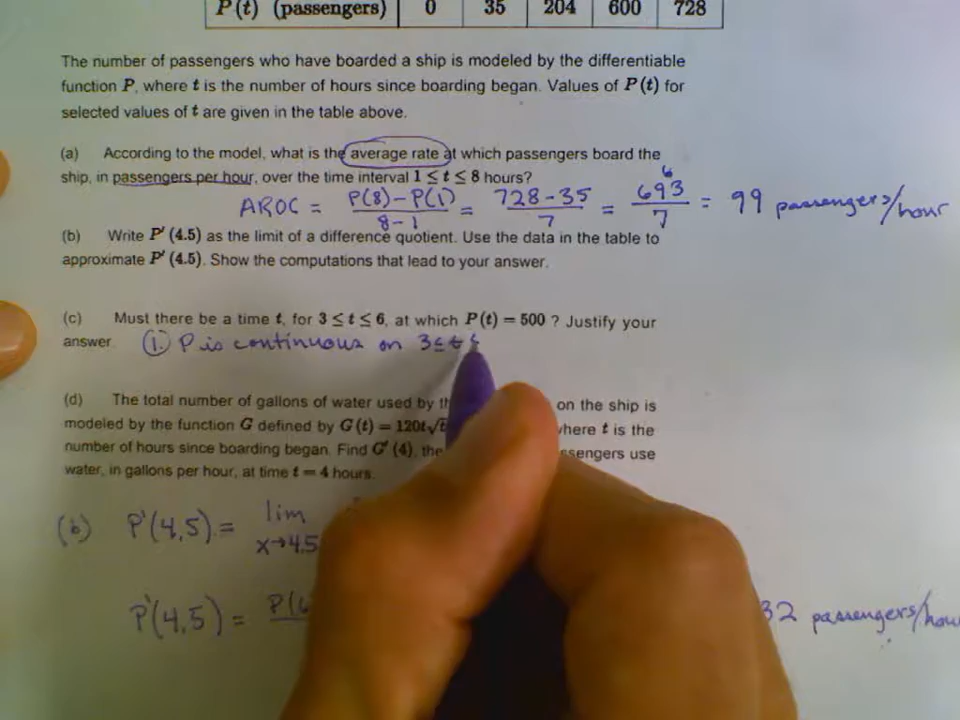 P(t) (passengers) 0 35 204 600 728
The number of passengers who have boarded a ship is modeled by the differentiable
function P, where t is the number of hours since boarding began. Values of P(t) for
selected values of t are given in the table above.
(a) According to the model, what is the average rate at which passengers board the
ship, in passengers per hour, over the time interval 1 ≤ t ≤ 8 hours?
AROC = P(8) - P(1) / 8 - 1 = 728 - 35 / 7 = 693 / 7 = 99 passengers/hour
(b) Write P' (4.5) as the limit of a difference quotient. Use the data in the table to
approximate P' (4.5). Show the computations that lead to your answer.
(c) Must there be a time t, for 3 ≤ t ≤ 6, at which P(t) = 500 ? Justify your
answer. 1. P is continuous on 3 ≤ t
(d) The total number of gallons of water used by on the ship is
modeled by the function G defined by G(t) = 120t√ where t is the
number of hours since boarding began. Find G' (4), the
water, in gallons per hour, at time t = 4 hours.
(b) P'(4.5) = lim x→4.5
P'(4.5) = 32 passengers/hou